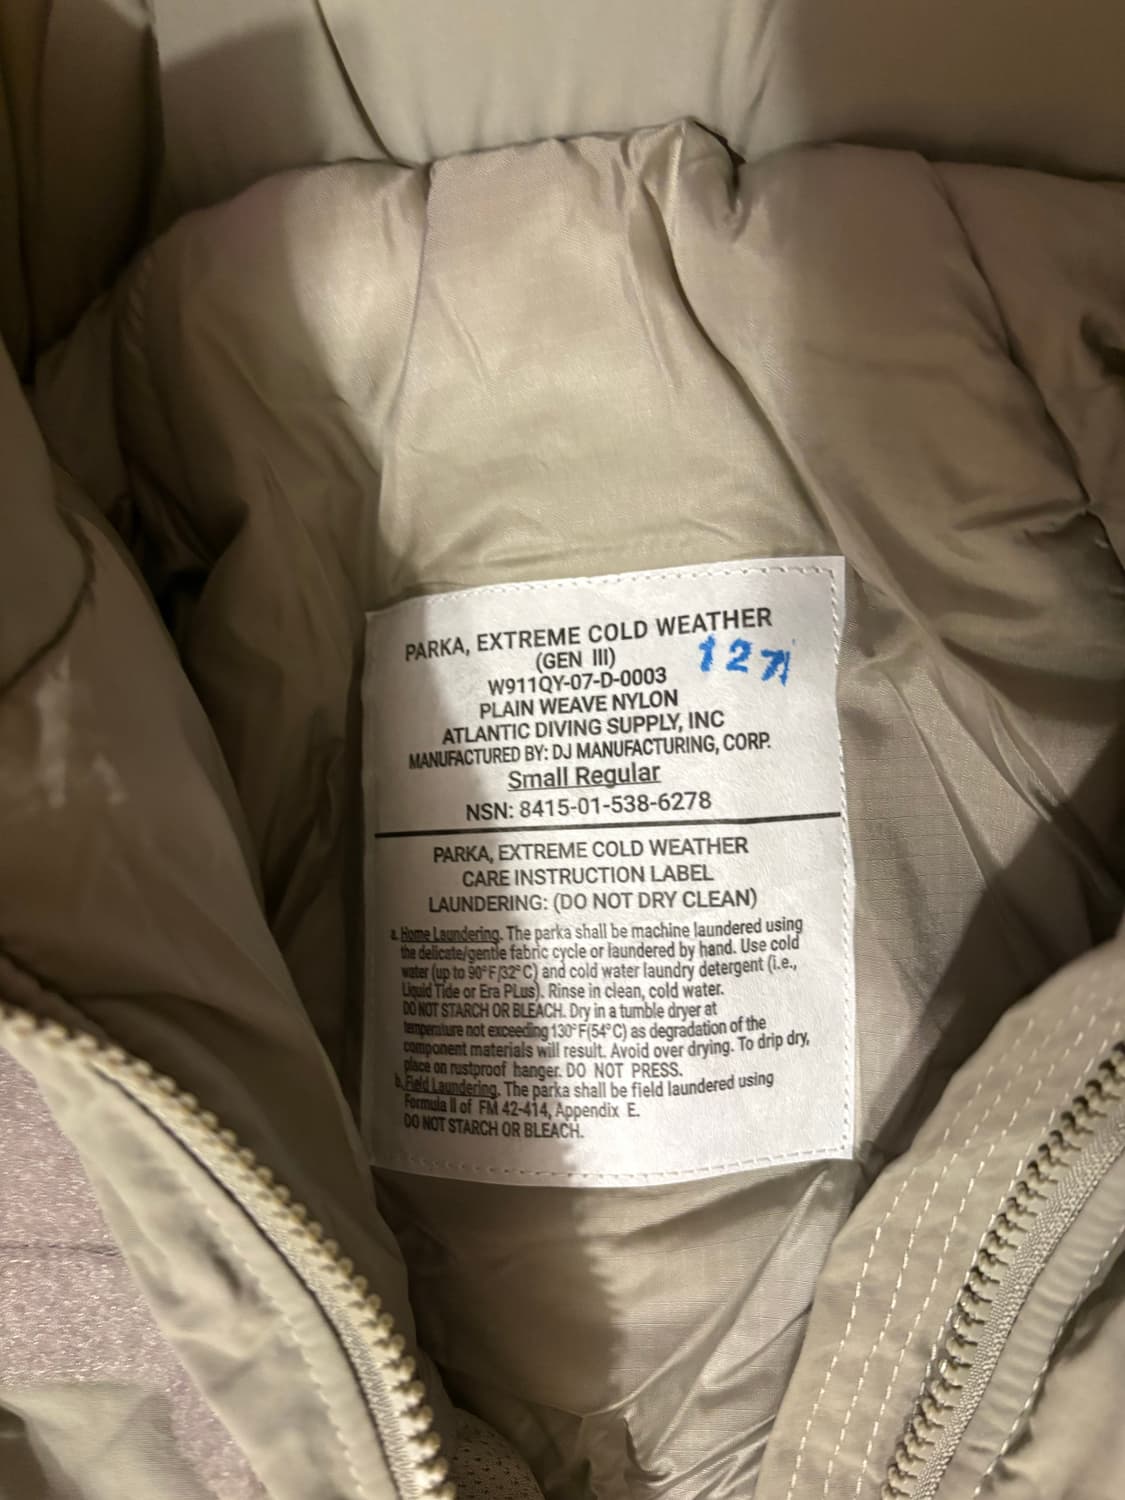 PARKA, EXTREME COLD WEATHER
(GEN III)
127
W911QY-07-D-0003
PLAIN WEAVE NYLON
ATLANTIC DIVING SUPPLY, INC
MANUFACTURED BY: DJ MANUFACTURING, CORP.
Small Regular
NSN: 8415-01-538-6278
PARKA, EXTREME COLD WEATHER
CARE INSTRUCTION LABEL
LAUNDERING: (DO NOT DRY CLEAN)
a. Home Laundering. The parka shall be machine laundered using
the delicate/gentle fabric cycle or laundered by hand. Use cold
water (up to 90°F/32°C) and cold water laundry detergent (i.e.,
Liquid Tide or Era PLus). Rinse in clean, cold water.
DO NOT STARCH OR BLEACH. Dry in a tumble dryer at
temperature not exceeding 130°F(54°C) as degradation of the
component materials will result. Avoid over drying. To drip dry,
place on rustproof hanger. DO NOT PRESS.
b. Field Laundering. The parka shall be field laundered using
Formula II of FM 42-414, Appendix E.
DO NOT STARCH OR BLEACH.